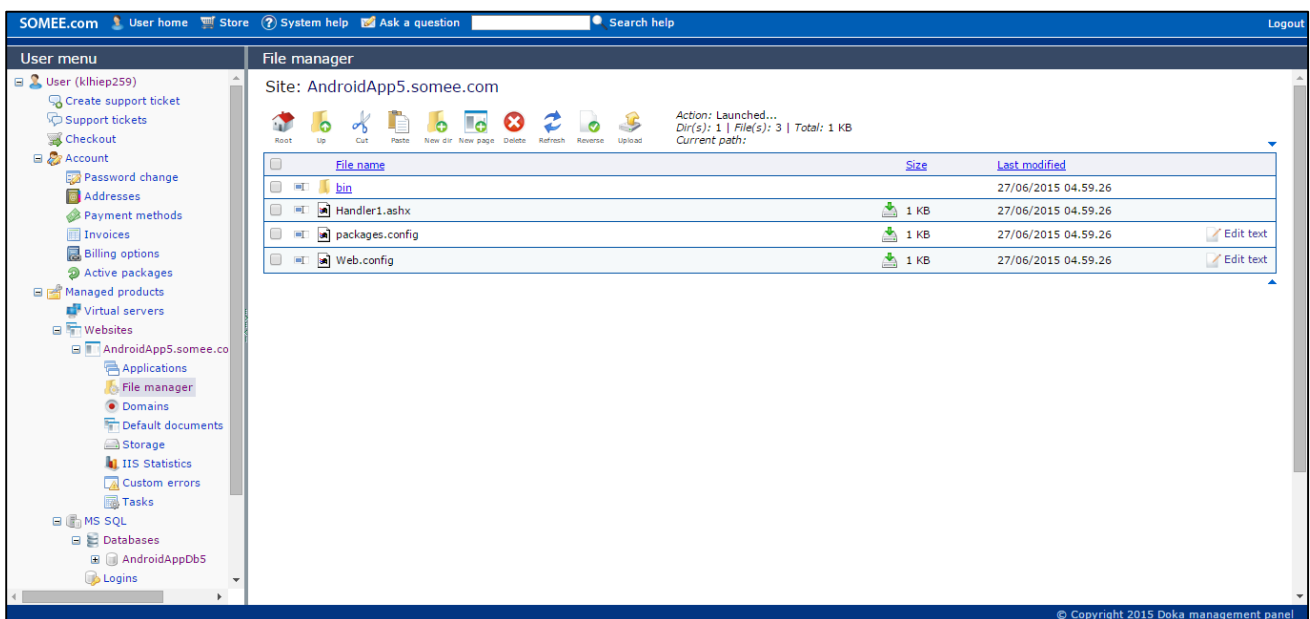 SOMEE.com User home Store System help Ask a question Search help Logout
User menu
User (klhiep259)
Create support ticket
Support tickets
Checkout
Account
Password change
Addresses
Payment methods
Invoices
Billing options
Active packages
Managed products
Virtual servers
Websites
AndroidApp5.somee.co
Applications
File manager
Domains
Default documents
Storage
IIS Statistics
Custom errors
Tasks
MS SQL
Databases
AndroidAppDb5
Logins
File manager
Site: AndroidApp5.somee.com
Root Up Cut Paste New dir New page Delete Refresh Reverse Upload
Action: Launched...
Dir(s): 1 | File(s): 3 | Total: 1 KB
Current path:
File name Size Last modified
bin 27/06/2015 04.59.26
Handler1.ashx 1 KB 27/06/2015 04.59.26
packages.config 1 KB 27/06/2015 04.59.26 Edit text
Web.config 1 KB 27/06/2015 04.59.26 Edit text
© Copyright 2015 Doka management panel